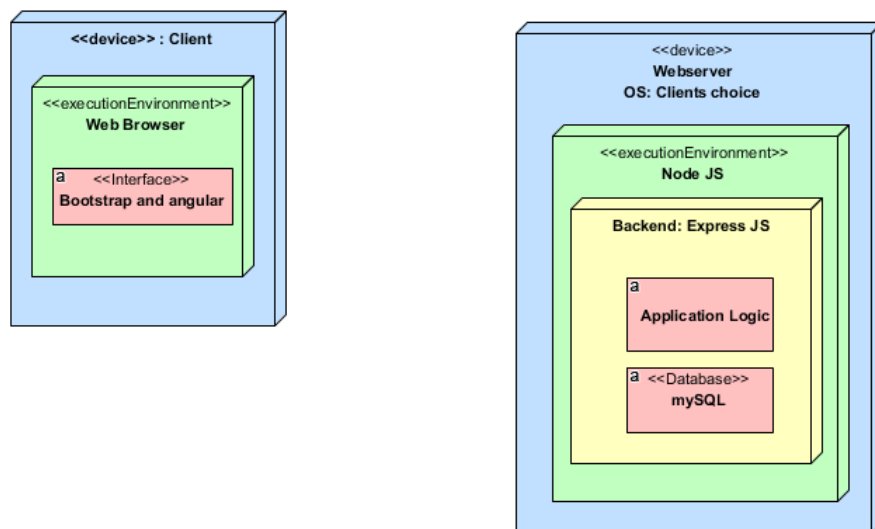 <<device>> : Client
<<executionEnvironment>>
Web Browser
a
<<Interface>>
Bootstrap and angular
<<device>>
Webserver
OS: Clients choice
<<executionEnvironment>>
Node JS
Backend: Express JS
a
Application Logic
a
<<Database>>
mySQL